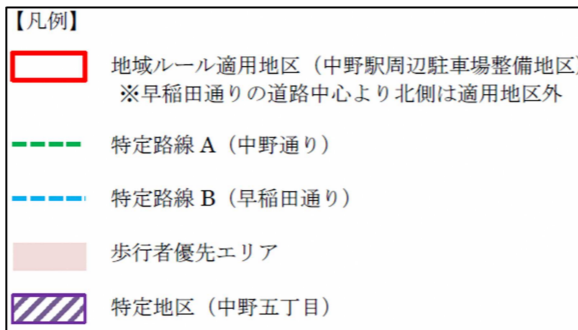 【凡例】
地域ルール適用地区（中野駅周辺駐車場整備地区）
※早稲田通りの道路中心より北側は適用地区外
特定路線 A（中野通り）
特定路線 B（早稲田通り）
歩行者優先エリア
特定地区（中野五丁目）